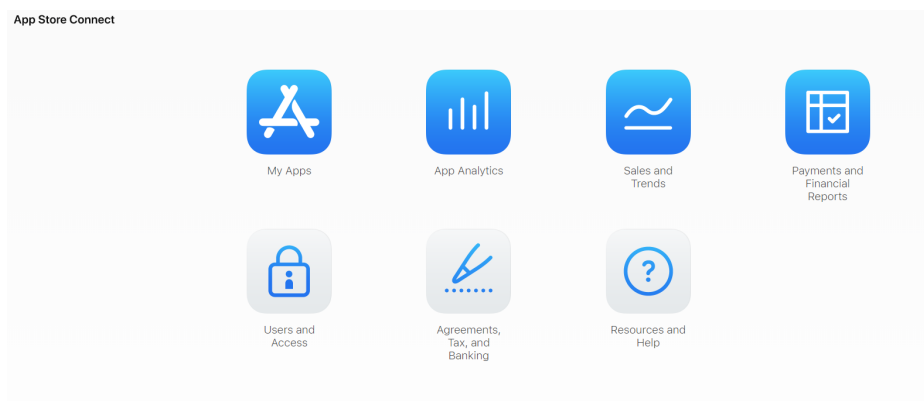 App Store Connect
My Apps
App Analytics
Sales and
Trends
Payments and
Financial
Reports
Users and
Access
Agreements,
Tax, and
Banking
Resources and
Help